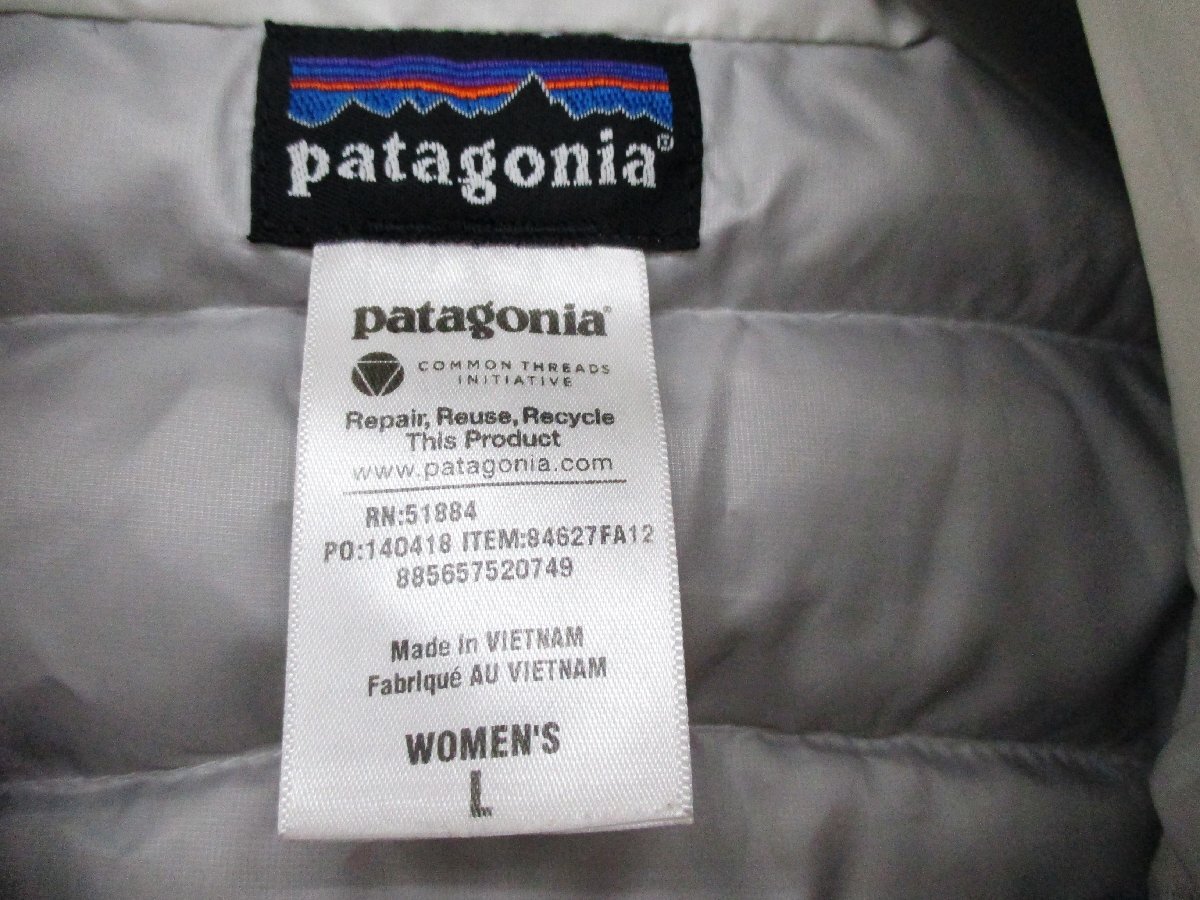 patagonia®
patagonia®
COMMON THREADS
INITIATIVE
Repair, Reuse, Recycle
This Product
www.patagonia.com
RN:51884
PO:140418 ITEM:84627FA12
885657520749
Made in VIETNAM
Fabriqué AU VIETNAM
WOMEN'S
L